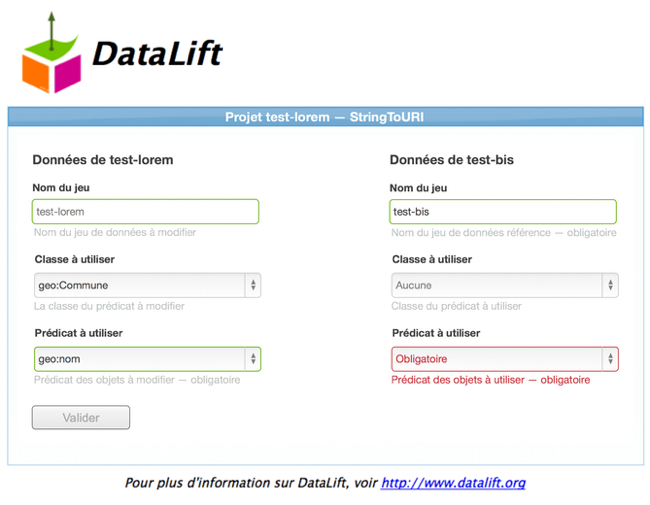 DataLift
Projet test-lorem — StringToURI
Données de test-lorem
Données de test-bis
Nom du jeu
Nom du jeu
test-lorem
test-bis
Nom du jeu de données à modifier
Nom du jeu de données référence — obligatoire
Classe à utiliser
Classe à utiliser
geo:Commune
Aucune
La classe du prédicat à modifier
Classe du prédicat à utiliser
Prédicat à utiliser
Prédicat à utiliser
geo:nom
Obligatoire
Prédicat des objets à modifier — obligatoire
Prédicat des objets à utiliser — obligatoire
Valider
Pour plus d'information sur DataLift, voir http://www.datalift.org